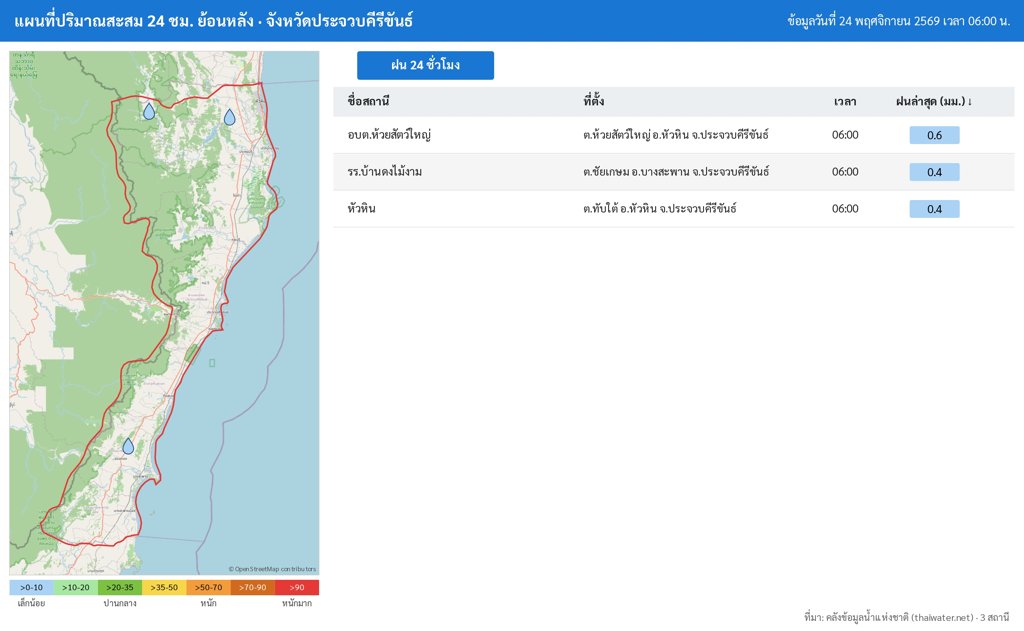 แผนที่ปริมาณสะสม 24 ชม. ย้อนหลัง · จังหวัดประจวบคีรีขันธ์
ข้อมูลวันที่ 24 พฤศจิกายน 2569 เวลา 06:00 น.
ฝน 24 ชั่วโมง
ชื่อสถานี ที่ตั้ง เวลา ฝนล่าสุด (มม.) ↓
อบต.ห้วยสัตว์ใหญ่ ต.ห้วยสัตว์ใหญ่ อ.หัวหิน จ.ประจวบคีรีขันธ์ 06:00 0.6
รร.บ้านดงไม้งาม ต.ชัยเกษม อ.บางสะพาน จ.ประจวบคีรีขันธ์ 06:00 0.4
หัวหิน ต.ทับใต้ อ.หัวหิน จ.ประจวบคีรีขันธ์ 06:00 0.4
© OpenStreetMap contributors
>0-10 >10-20 >20-35 >35-50 >50-70 >70-90 >90
เล็กน้อย ปานกลาง หนัก หนักมาก
ที่มา: คลังข้อมูลน้ำแห่งชาติ (thaiwater.net) · 3 สถานี